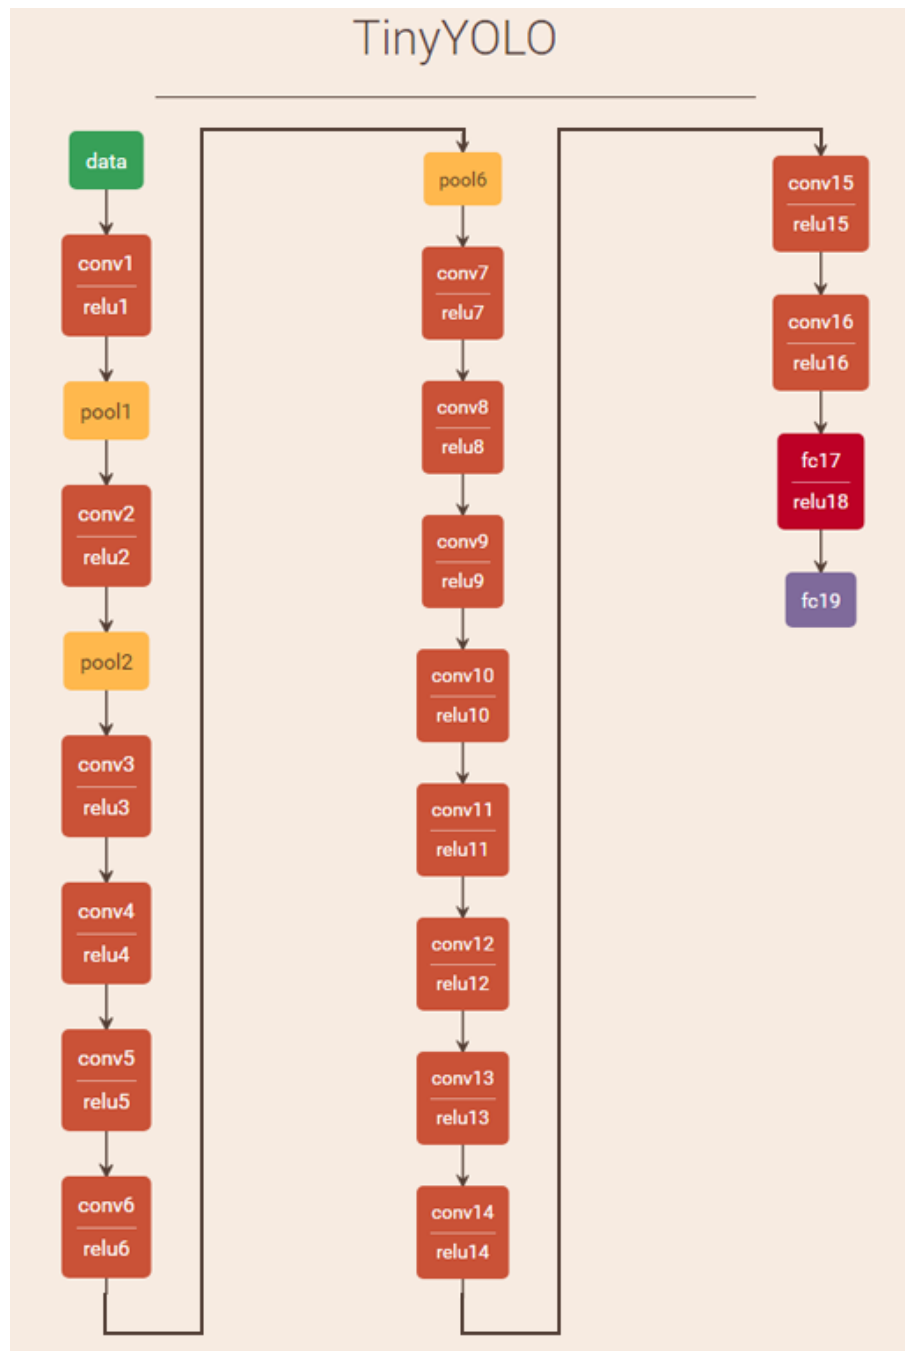 TinyYOLO
data
conv1
relu1
pool1
conv2
relu2
pool2
conv3
relu3
conv4
relu4
conv5
relu5
conv6
relu6
pool6
conv7
relu7
conv8
relu8
conv9
relu9
conv10
relu10
conv11
relu11
conv12
relu12
conv13
relu13
conv14
relu14
conv15
relu15
conv16
relu16
fc17
relu18
fc19